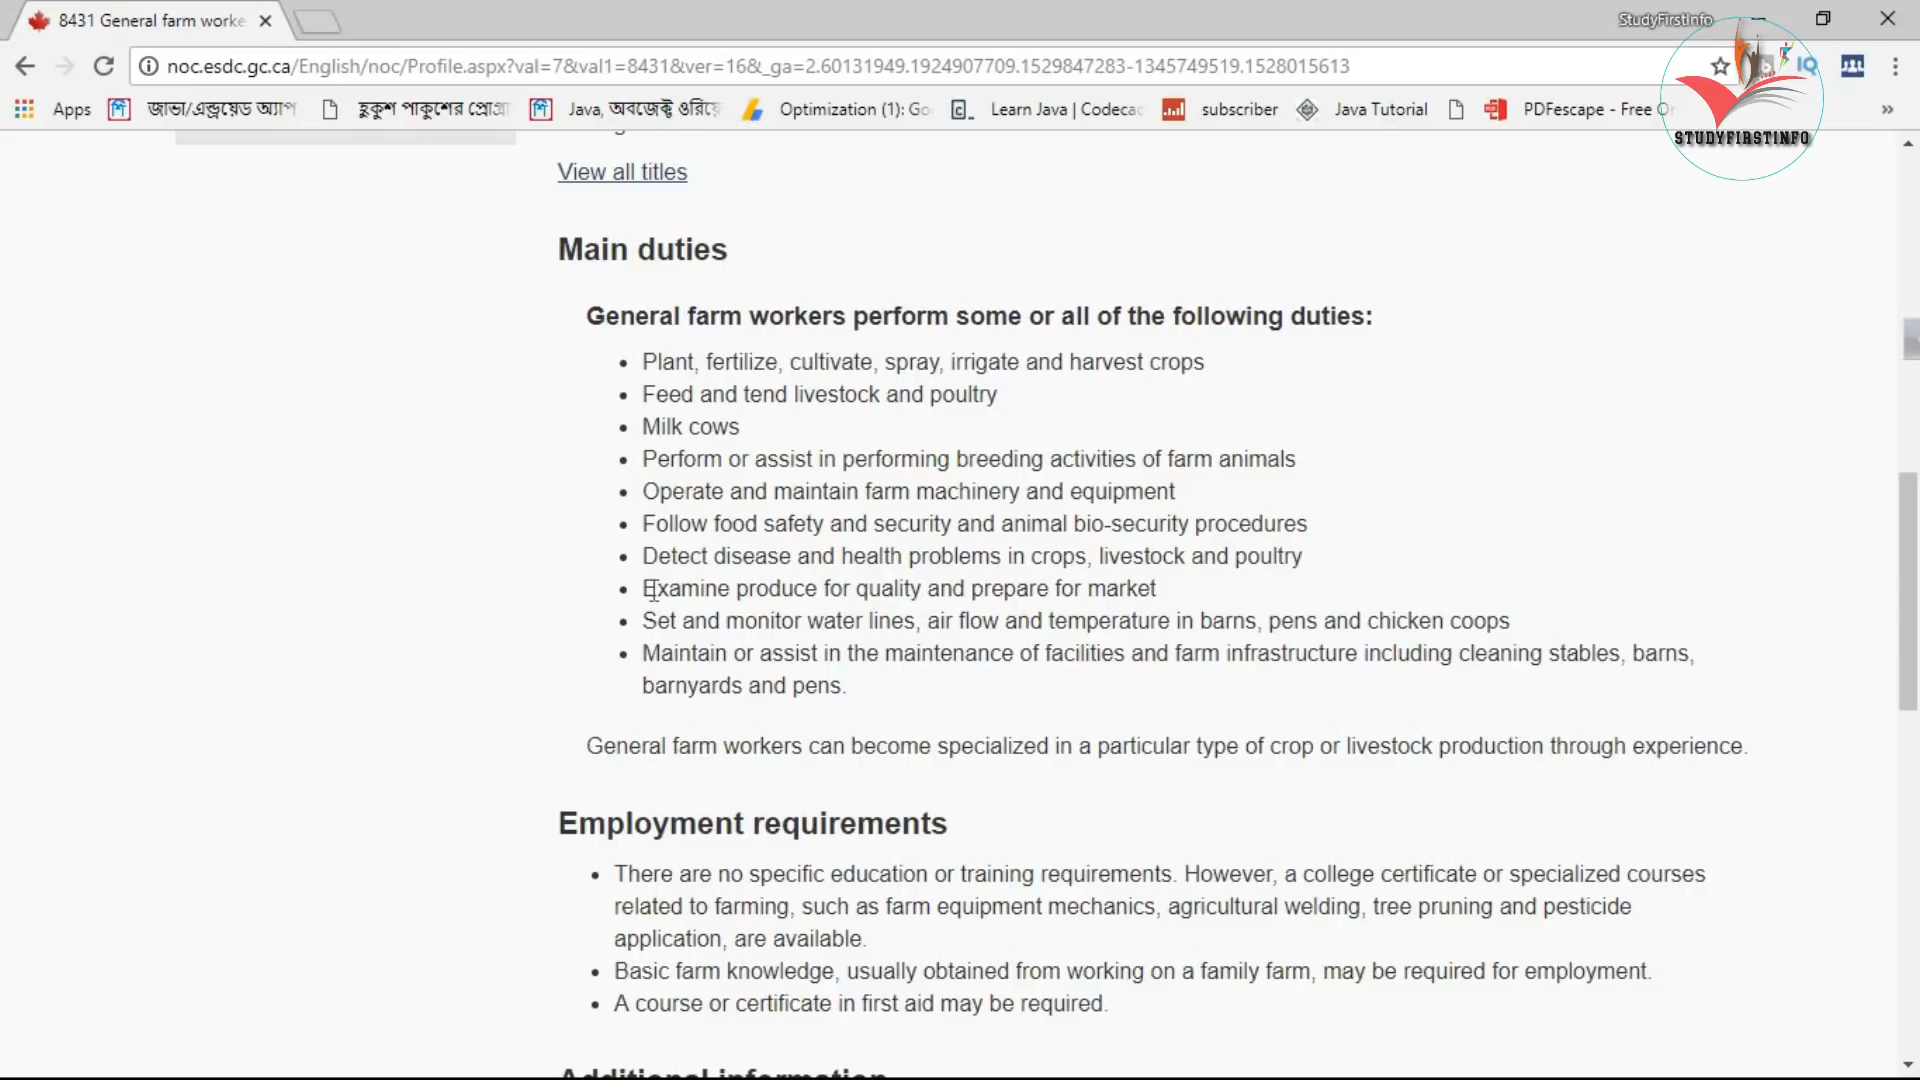 8431 General farm worke
StudyFirstInfo
noc.esdc.gc.ca/English/noc/Profile.aspx?val=7&val1=8431&ver=16&_ga=2.60131949.1924907709.1529847283-1345749519.1528015613
Apps জাভা/এন্ড্রয়েড অ্যাপ হুকুশ পাকুশের প্রোগ্রা Java, অবজেক্ট ওরিয়ে Optimization (1): Go Learn Java | Codecac subscriber Java Tutorial PDFescape - Free O »
STUDYFIRSTINFO
View all titles
Main duties
General farm workers perform some or all of the following duties:
• Plant, fertilize, cultivate, spray, irrigate and harvest crops
• Feed and tend livestock and poultry
• Milk cows
• Perform or assist in performing breeding activities of farm animals
• Operate and maintain farm machinery and equipment
• Follow food safety and security and animal bio-security procedures
• Detect disease and health problems in crops, livestock and poultry
• Examine produce for quality and prepare for market
• Set and monitor water lines, air flow and temperature in barns, pens and chicken coops
• Maintain or assist in the maintenance of facilities and farm infrastructure including cleaning stables, barns,
barnyards and pens.
General farm workers can become specialized in a particular type of crop or livestock production through experience.
Employment requirements
• There are no specific education or training requirements. However, a college certificate or specialized courses
related to farming, such as farm equipment mechanics, agricultural welding, tree pruning and pesticide
application, are available.
• Basic farm knowledge, usually obtained from working on a family farm, may be required for employment.
• A course or certificate in first aid may be required.
Additional information